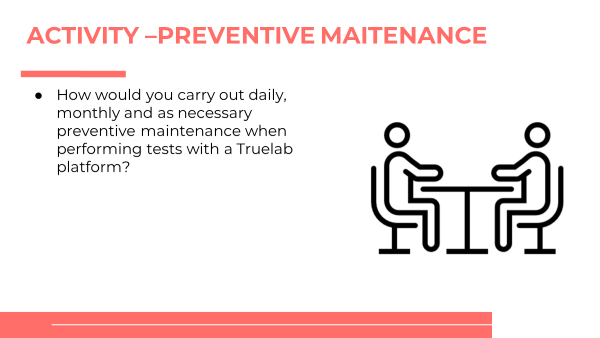 ACTIVITY –PREVENTIVE MAITENANCE
● How would you carry out daily,
monthly and as necessary
preventive maintenance when
performing tests with a Truelab
platform?